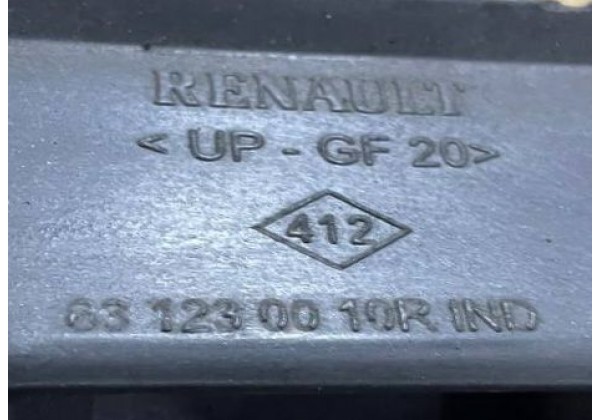 RENAULT
< UP - GF 20>
412
63 123 00 10R IND